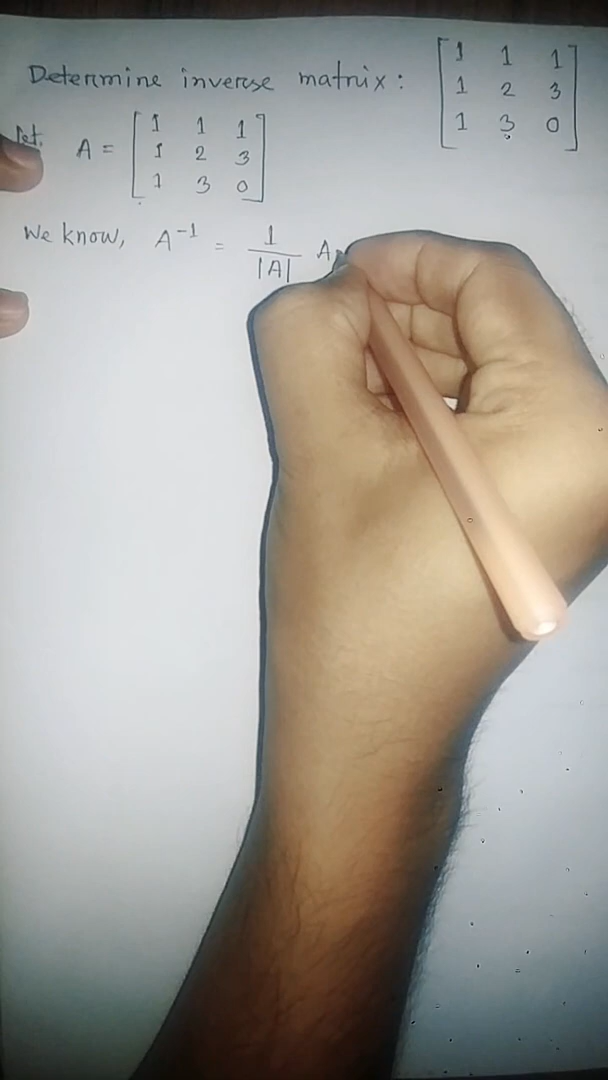 Determine inverse matrix: [1 1 1
1 2 3
1 3 0]
Let. A = [1 1 1
1 2 3
1 3 0]
We know, A⁻¹ = 1/|A| A